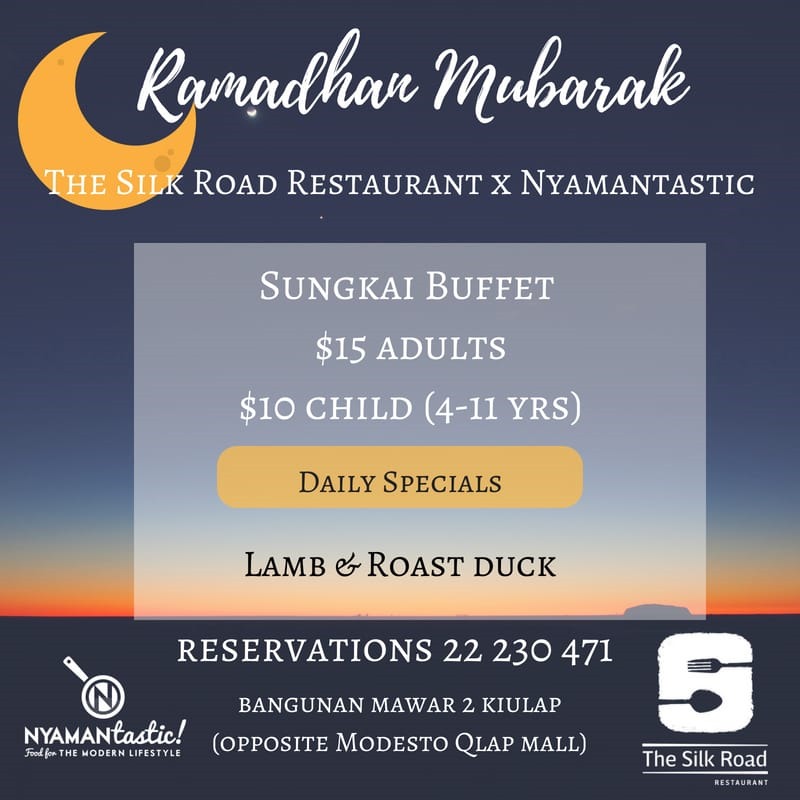 Ramadhan Mubarak
The Silk Road Restaurant x Nyamantastic
Sungkai Buffet
$15 adults
$10 child (4-11 yrs)
Daily Specials
Lamb & Roast duck
reservations 22 230 471
bangunan mawar 2 kiulap
(opposite Modesto Qlap mall)
N
NYAMANtastic!
Food for THE MODERN LIFESTYLE
The Silk Road
RESTAURANT